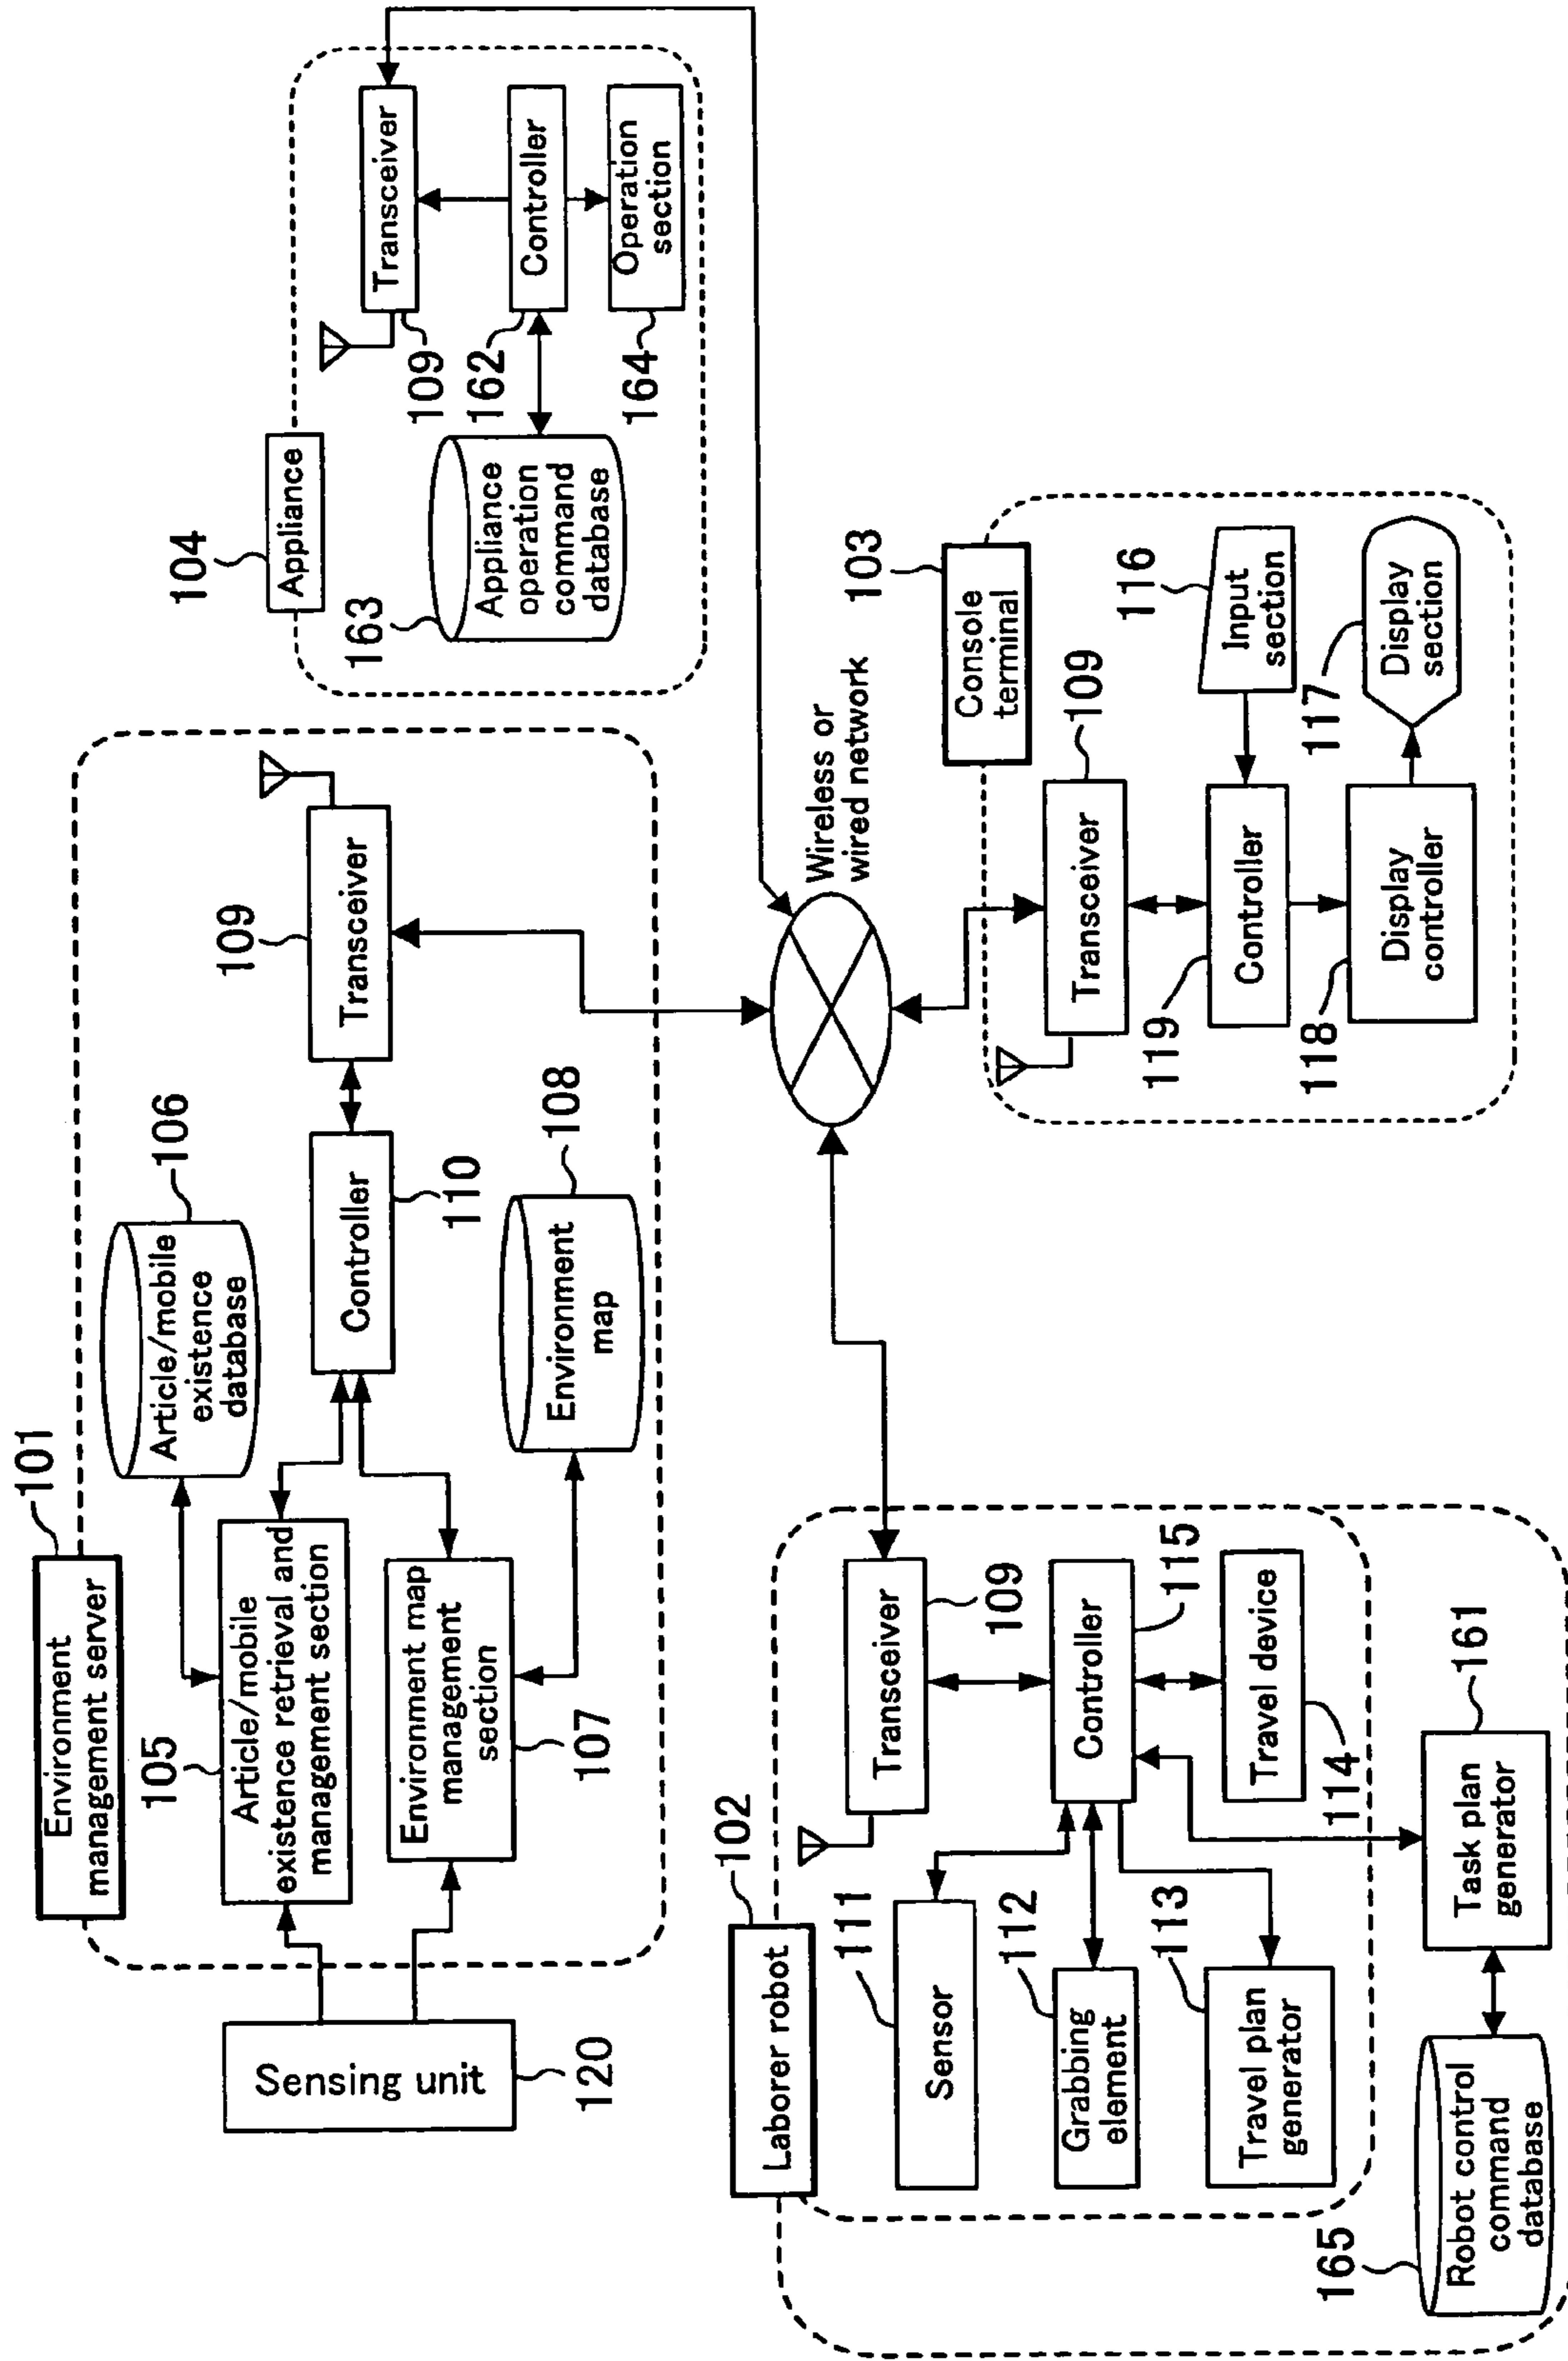 101
Environment
management server
105
Article/mobile
existence retrieval and
management section
106
Article/mobile
existence
database
Environment map
management
section
107
Environment
map
108
Controller
110
109
Transceiver
Sensing unit
120
104
Appliance
Transceiver
109
Controller
162
Operation
section
164
163
Appliance
operation
command
database
Wireless or
wired network
102
Laborer robot
Transceiver
109
Controller
115
111
Sensor
112
Grabbing
element
113
Travel plan
generator
Travel device
114
161
Task plan
generator
165
Robot control
command
database
103
Console
terminal
109
Transceiver
116
Input
section
119
Controller
117
Display
section
118
Display
controller